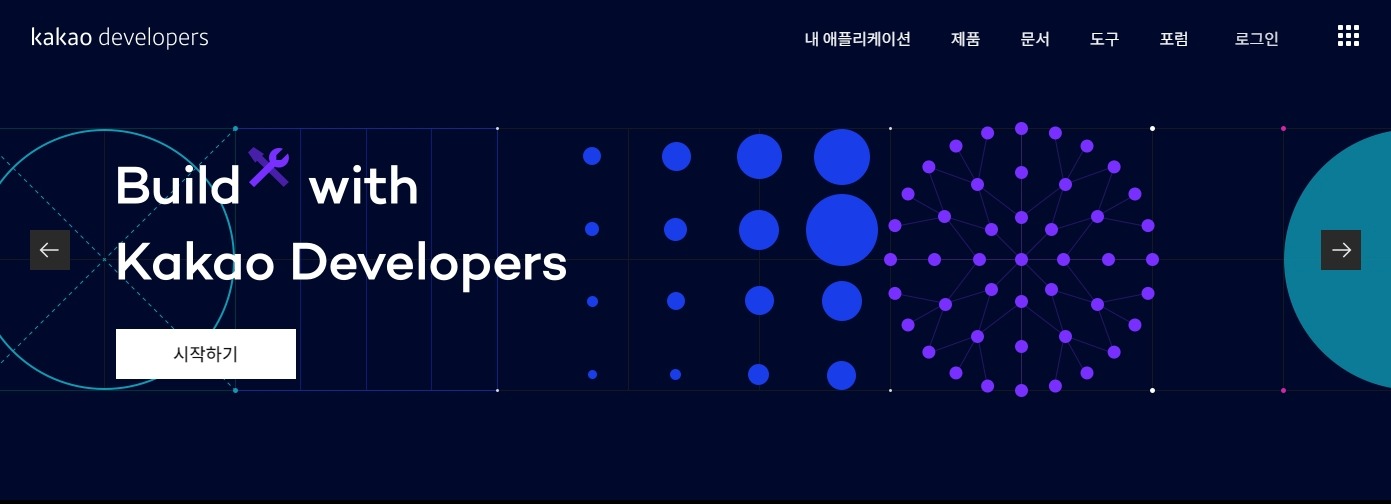 kakao developers
내 애플리케이션 제품 문서 도구 포럼 로그인
Build with
Kakao Developers
시작하기